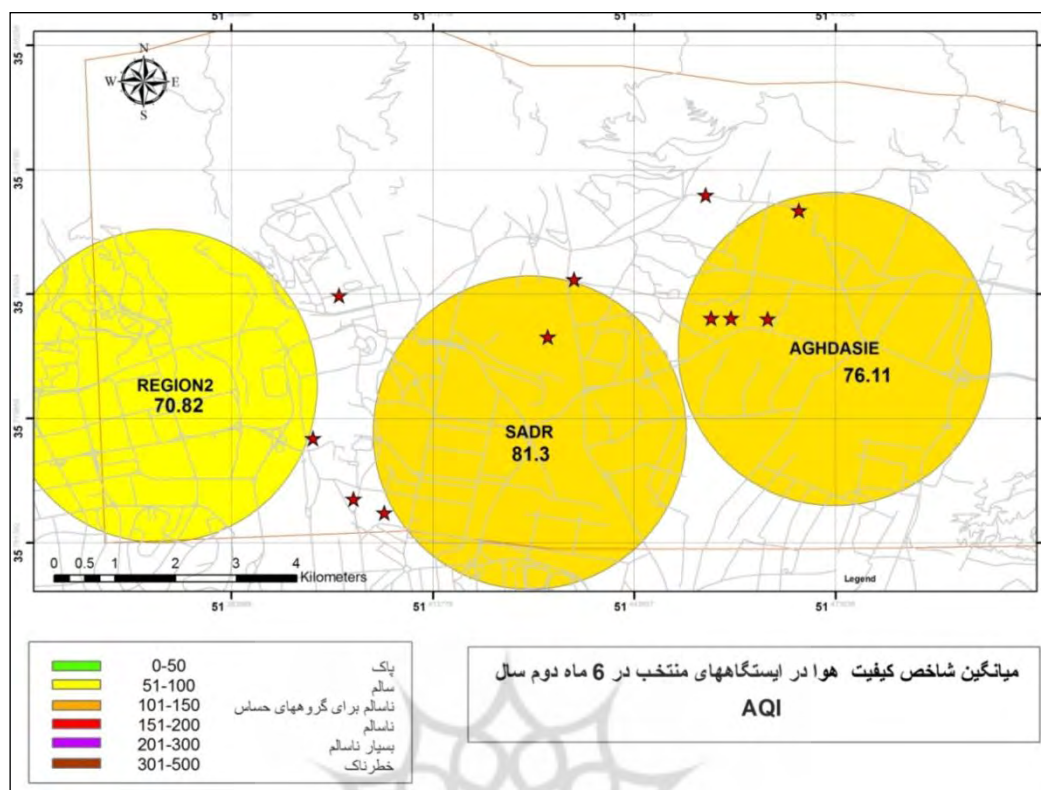 51
51
51
51
35
N
W E
S
35
35
AGHDASIE
76.11
REGION2
70.82
SADR
81.3
35
35
0 0.5 1 2 3 4
Kilometers
Legend
51
51
51
51
0-50 پاک
51-100 سالم
101-150 ناسالم برای گروههای حساس
151-200 ناسالم
201-300 بسیار ناسالم
301-500 خطرناک
میانگین شاخص کیفیت هوا در ایستگاههای منتخب در 6 ماه دوم سال
AQI